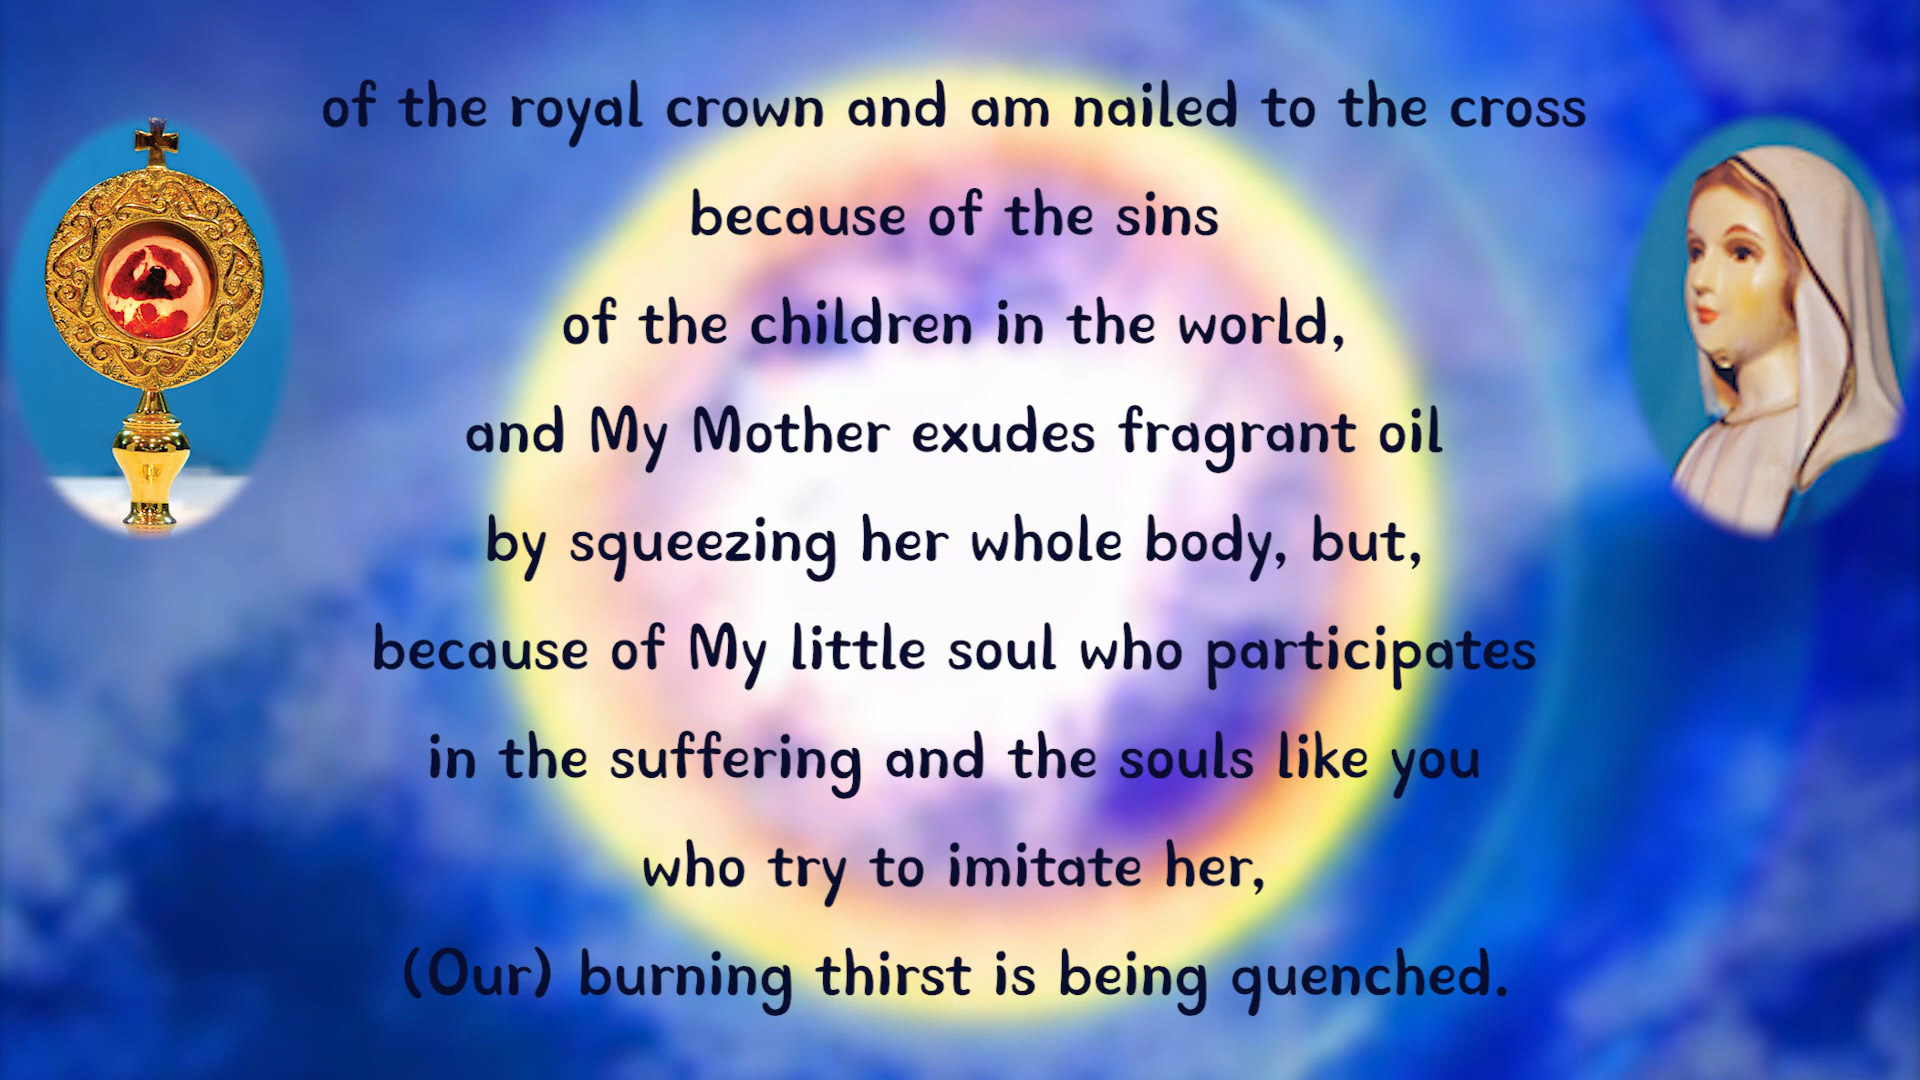 of the royal crown and am nailed to the cross
because of the sins
of the children in the world,
and My Mother exudes fragrant oil
by squeezing her whole body, but,
because of My little soul who participates
in the suffering and the souls like you
who try to imitate her,
(Our) burning thirst is being quenched.